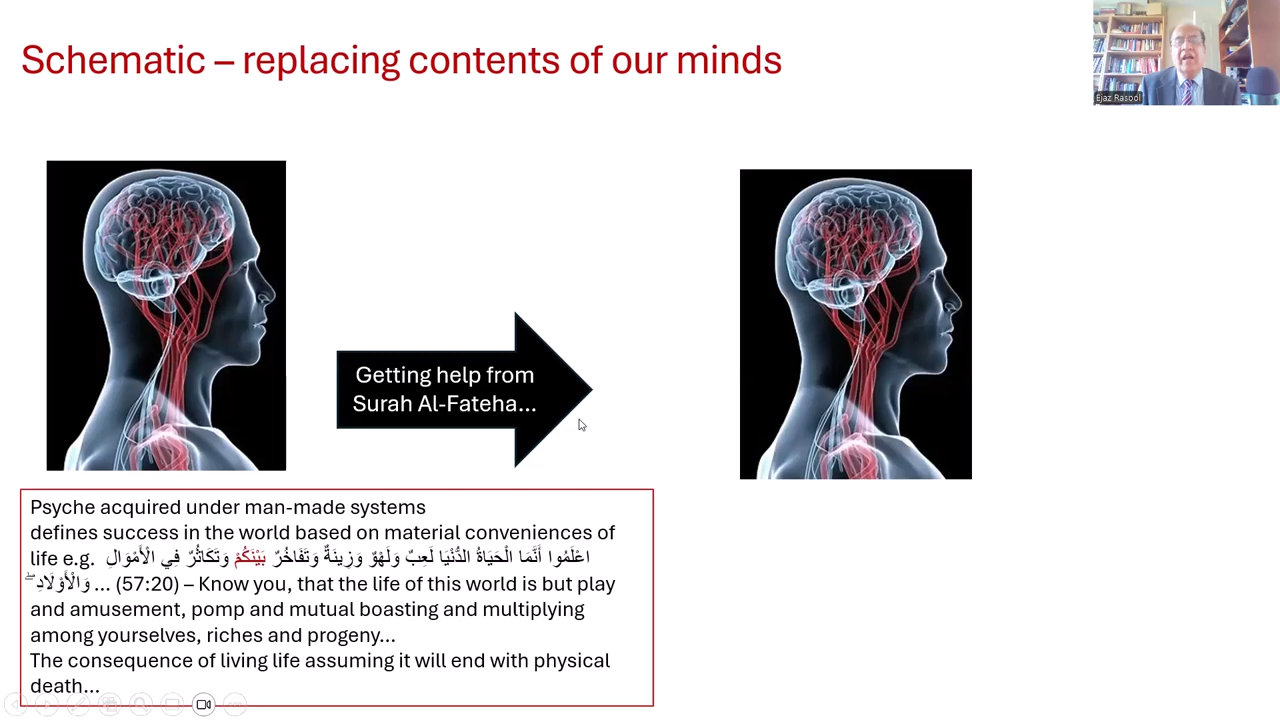 Schematic – replacing contents of our minds
Ejaz Rasool
Getting help from
Surah Al-Fateha...
Psyche acquired under man-made systems
defines success in the world based on material conveniences of
life e.g. اعْلَمُوا أَنَّمَا الْحَيَاةُ الدُّنْيَا لَعِبٌ وَلَهْوٌ وَزِينَةٌ وَتَفَاخُرٌ بَيْنَكُمْ وَتَكَاثُرٌ فِي الْأَمْوَالِ
وَالْأَوْلَادِ ۖ ... (57:20) – Know you, that the life of this world is but play
and amusement, pomp and mutual boasting and multiplying
among yourselves, riches and progeny...
The consequence of living life assuming it will end with physical
death...